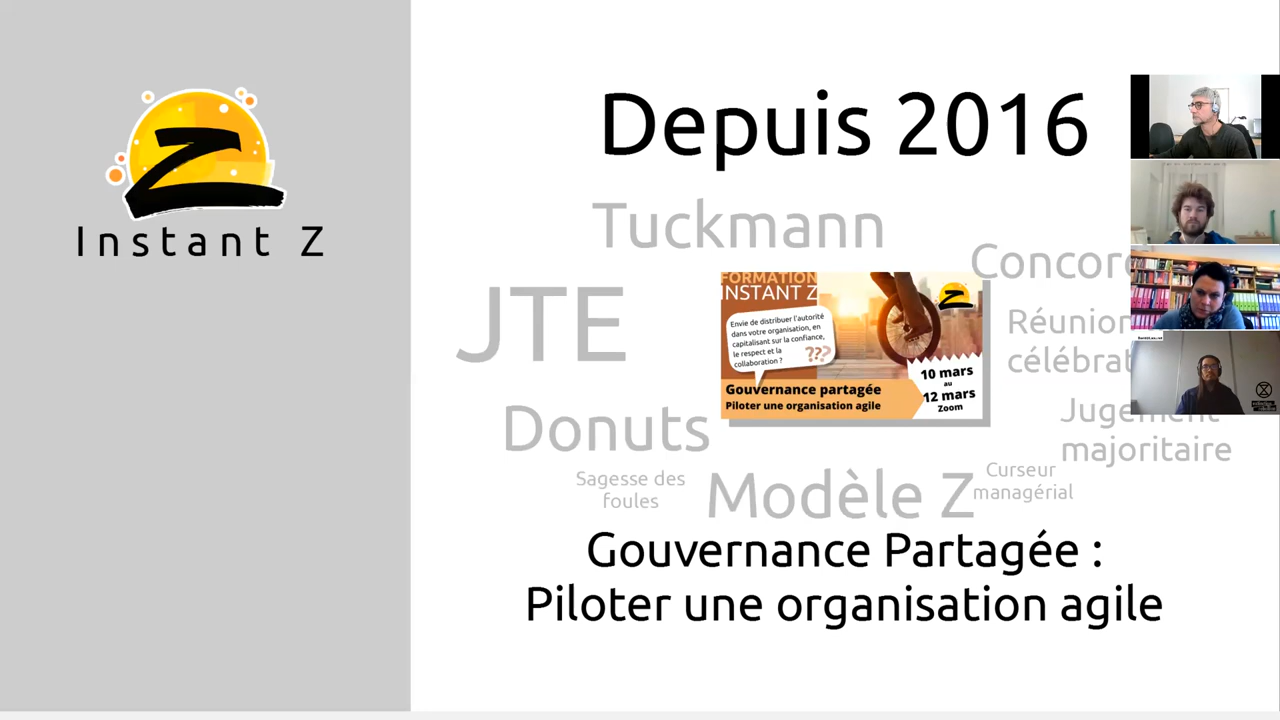 Instant Z
Depuis 2016
Tuckmann
Concor
JTE
Réunion
célébrat
FORMATION
INSTANT Z
Envie de distribuer l'autorité
dans votre organisation, en
capitalisant sur la confiance,
le respect et la
collaboration ?
???
Gouvernance partagée
Piloter une organisation agile
10 mars
au
12 mars
Zoom
Donuts
Jugement
majoritaire
Sagesse des
foules
Modèle Z
Curseur
managérial
Gouvernance Partagée :
Piloter une organisation agile